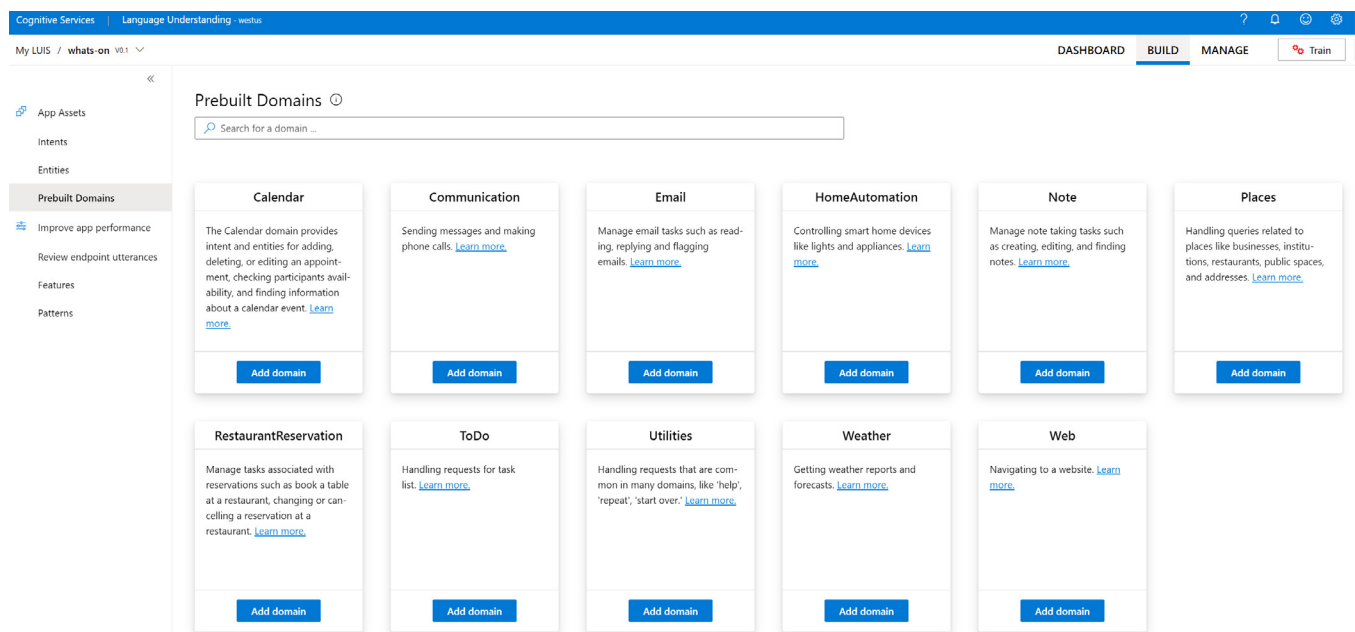 Cognitive Services | Language Understanding - westus
My LUIS / whats-on V0.1
DASHBOARD BUILD MANAGE Train
App Assets
Intents
Entities
Prebuilt Domains
Improve app performance
Review endpoint utterances
Features
Patterns
Prebuilt Domains
Search for a domain ...
Calendar
The Calendar domain provides
intent and entities for adding,
deleting, or editing an appoint-
ment, checking participants avail-
ability, and finding information
about a calendar event. Learn
more.
Add domain
Communication
Sending messages and making
phone calls. Learn more.
Add domain
Email
Manage email tasks such as read-
ing, replying and flagging
emails. Learn more.
Add domain
HomeAutomation
Controlling smart home devices
like lights and appliances. Learn
more.
Add domain
Note
Manage note taking tasks such
as creating, editing, and finding
notes. Learn more.
Add domain
Places
Handling queries related to
places like businesses, institu-
tions, restaurants, public spaces,
and addresses. Learn more.
Add domain
RestaurantReservation
Manage tasks associated with
reservations such as book a table
at a restaurant, changing or can-
celling a reservation at a
restaurant. Learn more.
Add domain
ToDo
Handling requests for task
list. Learn more.
Add domain
Utilities
Handling requests that are com-
mon in many domains, like 'help',
'repeat', 'start over.' Learn more.
Add domain
Weather
Getting weather reports and
forecasts. Learn more.
Add domain
Web
Navigating to a website. Learn
more.
Add domain